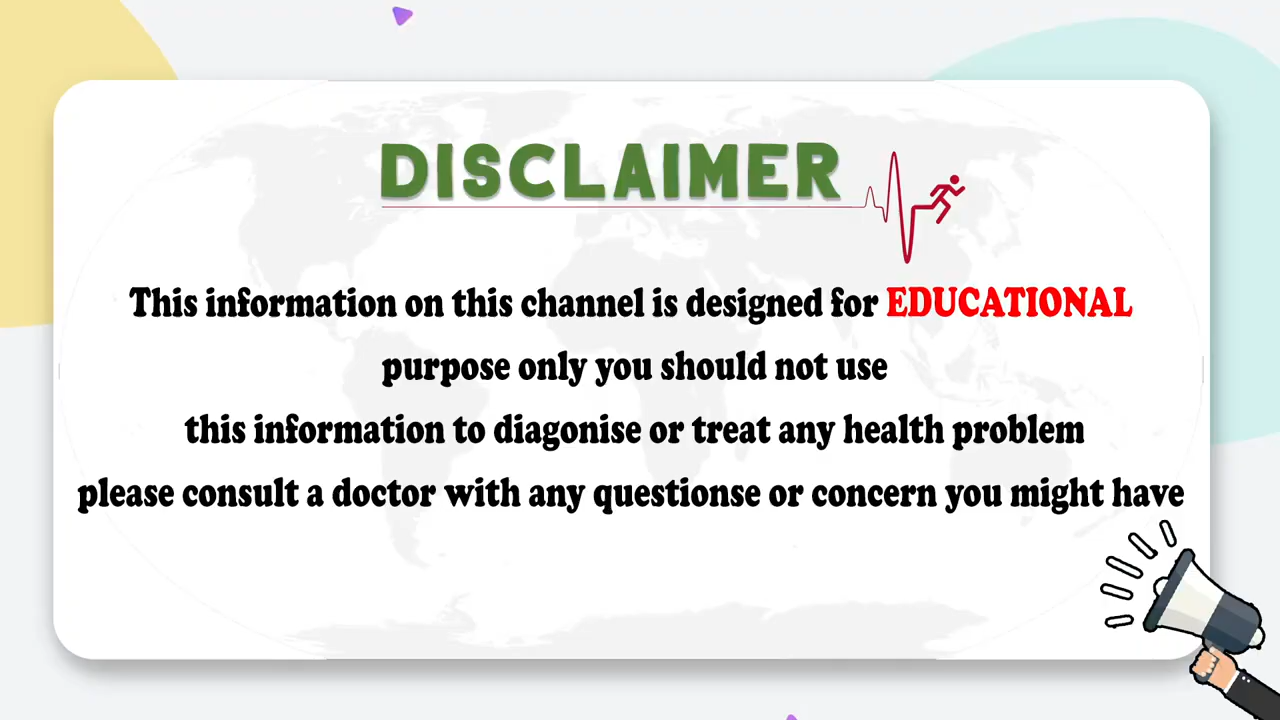 DISCLAIMER
This information on this channel is designed for EDUCATIONAL
purpose only you should not use
this information to diagonise or treat any health problem
please consult a doctor with any questionse or concern you might have